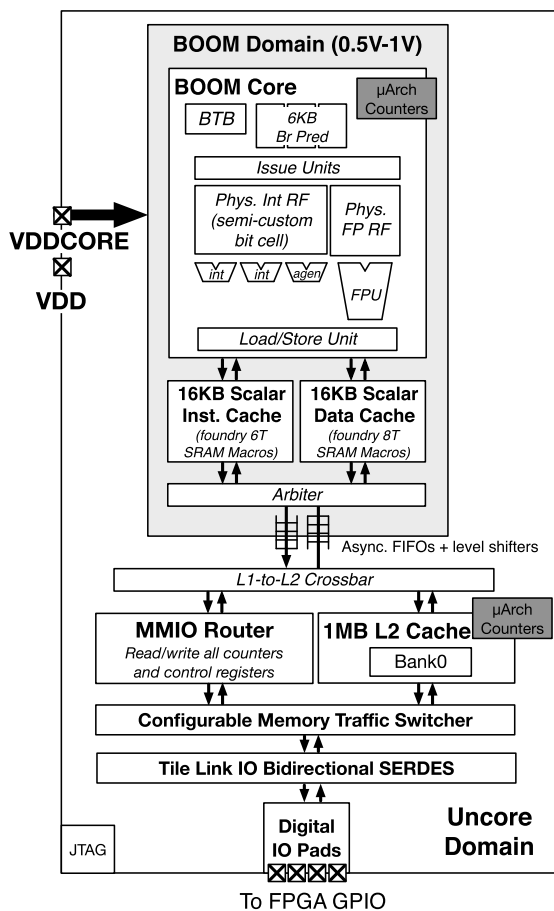 BOOM Domain (0.5V-1V)
BOOM Core
µArch
Counters
BTB
6KB
Br Pred
Issue Units
Phys. Int RF
(semi-custom
bit cell)
Phys.
FP RF
int
int
agen
FPU
Load/Store Unit
VDDCORE
VDD
16KB Scalar
Inst. Cache
(foundry 6T
SRAM Macros)
16KB Scalar
Data Cache
(foundry 8T
SRAM Macros)
Arbiter
Async. FIFOs + level shifters
L1-to-L2 Crossbar
MMIO Router
Read/write all counters
and control registers
1MB L2 Cache
µArch
Counters
Bank0
Configurable Memory Traffic Switcher
Tile Link IO Bidirectional SERDES
Digital
IO Pads
Uncore
Domain
JTAG
To FPGA GPIO